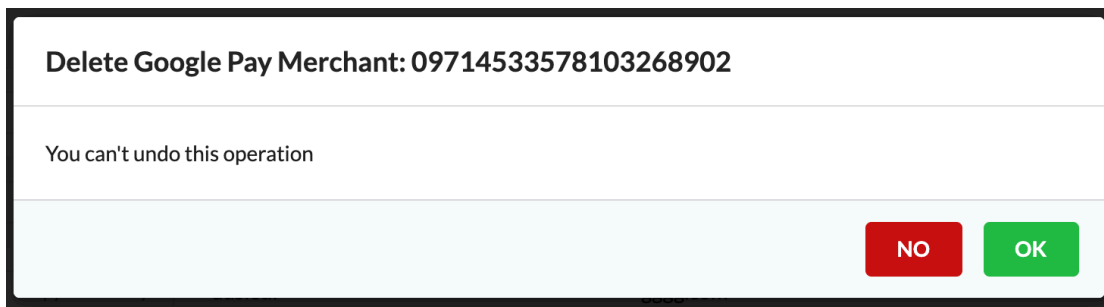 Delete Google Pay Merchant: 09714533578103268902
You can't undo this operation
NO
OK